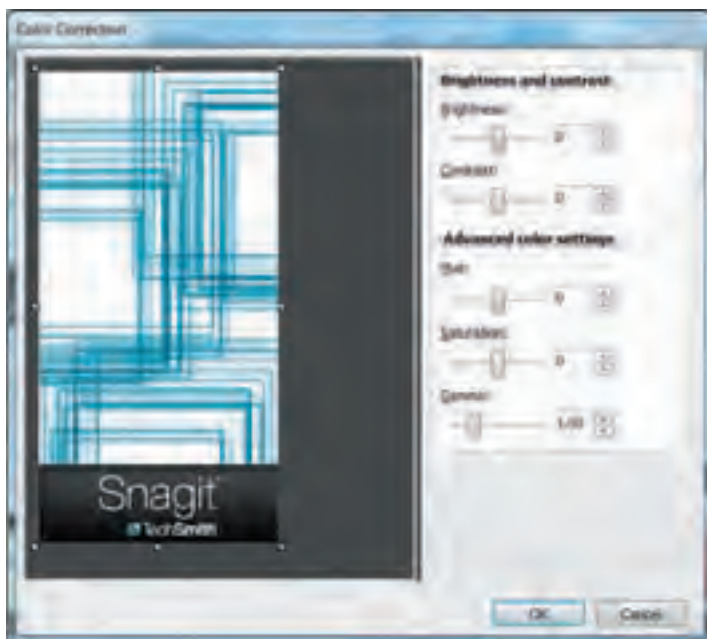 Color Correction
Brightness and contrast
Brightness:
0
Contrast:
0
Advanced color settings
Hue:
0
Saturation:
0
Gamma:
1.00
Snagit
TechSmith
OK
Cancel